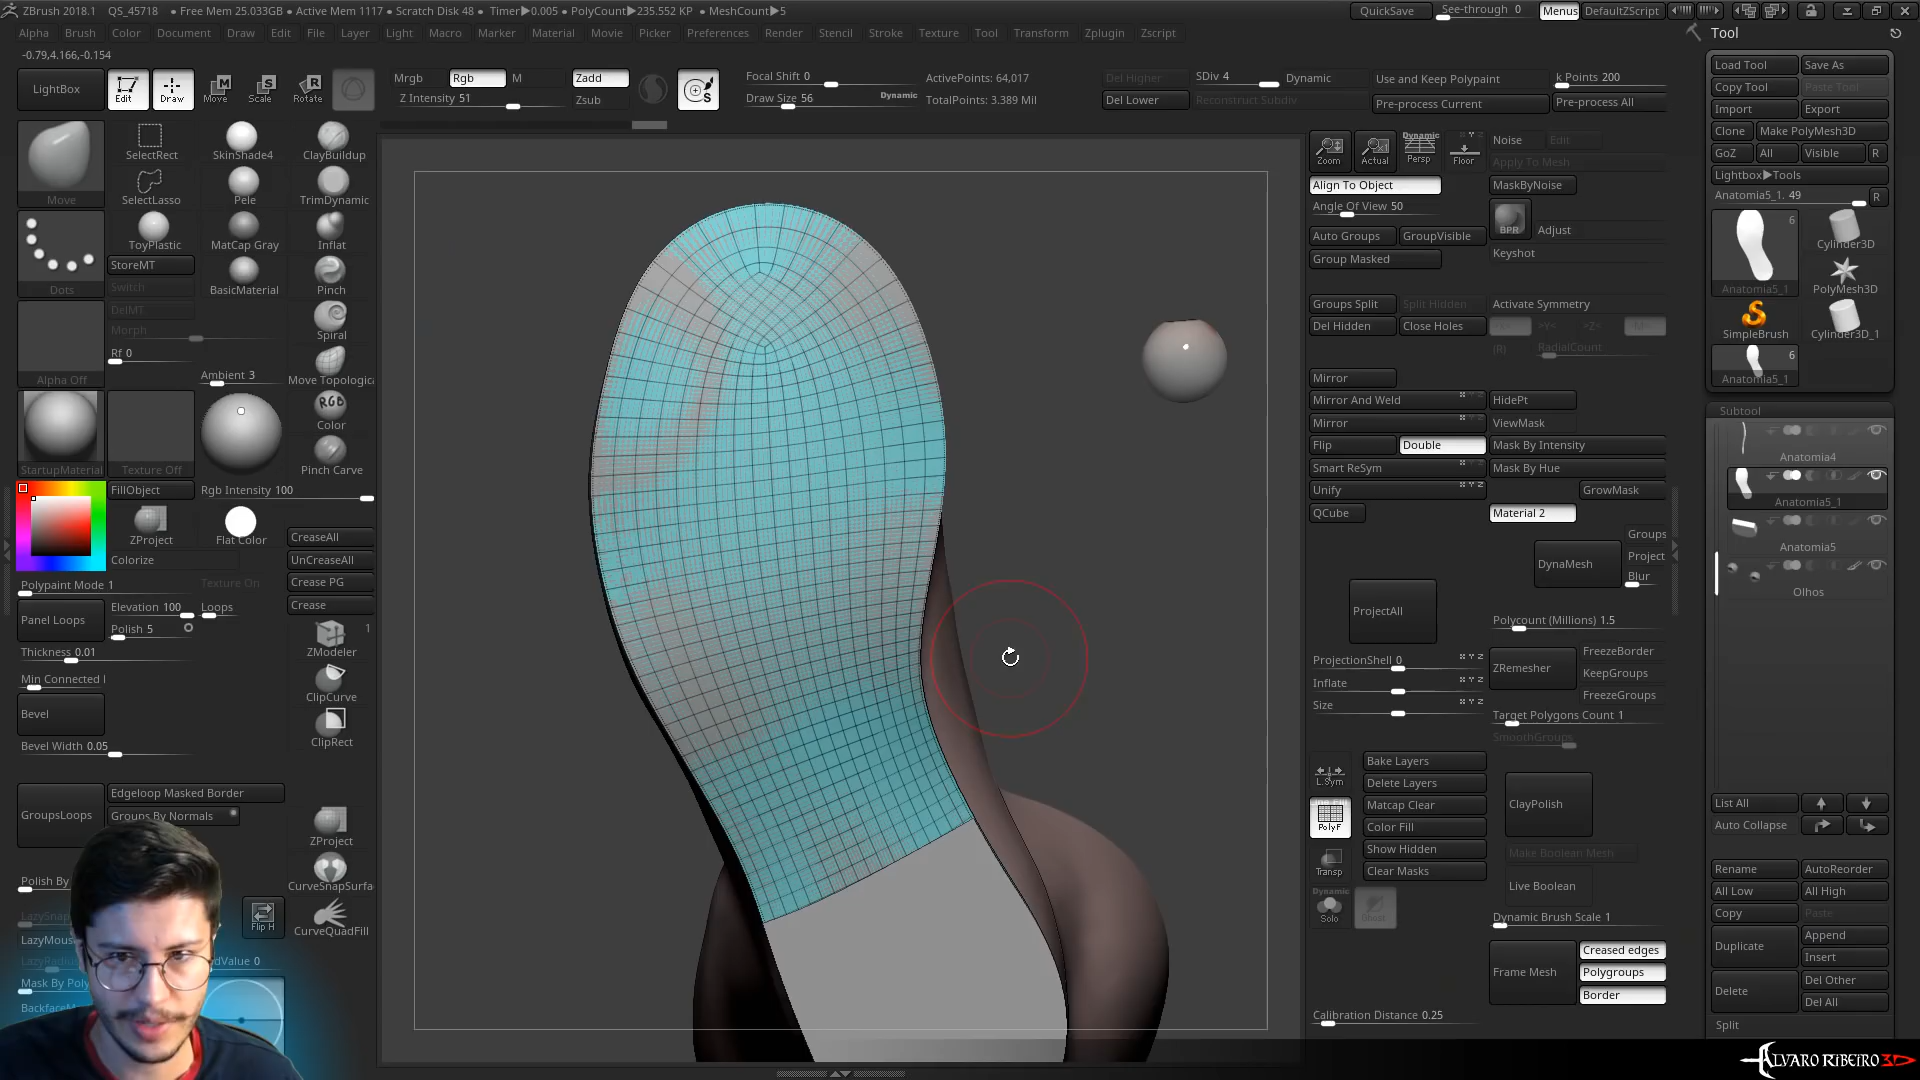 ZBrush 2018.1 QS_45718 • Free Mem 25.033GB • Active Mem 1117 • Scratch Disk 48 • Timer▶0.005 • PolyCount▶235.552 KP • MeshCount▶5
QuickSave See-through 0 Menus DefaultZScript
Alpha Brush Color Document Draw Edit File Layer Light Macro Marker Material Movie Picker Preferences Render Stencil Stroke Texture Tool Transform Zplugin Zscript
Tool
-0.79,4.166,-0.154
LightBox Edit Draw Move Scale Rotate
Mrgb Rgb M Zadd
Z Intensity 51 Zsub
Focal Shift 0 ActivePoints: 64,017
Draw Size 56 Dynamic TotalPoints: 3.389 Mil
Del Higher SDiv 4 Dynamic Use and Keep Polypaint k Points 200
Del Lower Reconstruct Subdiv Pre-process Current Pre-process All
Load Tool Save As
Copy Tool Paste Tool
Import Export
Clone Make PolyMesh3D
GoZ All Visible R
Lightbox▶Tools
Anatomia5_1. 49 R
6
Anatomia5_1 Cylinder3D
PolyMesh3D
SimpleBrush Cylinder3D_1
6
Anatomia5_1
Move SelectRect SkinShade4 ClayBuildup
SelectLasso Pele TrimDynamic
ToyPlastic MatCap Gray Inflat
Dots StoreMT BasicMaterial Pinch
Switch
DelMT Spiral
Morph
Rf 0
Alpha Off Ambient 3 Move Topologica
RGB
Color
StartupMaterial Texture Off Pinch Curve
FillObject Rgb Intensity 100
ZProject Flat Color CreaseAll
Colorize UnCreaseAll
Polypaint Mode 1 Texture On Crease PG
Elevation 100 Loops Crease
Panel Loops Polish 5 1
Thickness 0.01 ZModeler
Min Connected
Bevel ClipCurve
Bevel Width 0.05 ClipRect
Edgeloop Masked Border
GroupsLoops Groups By Normals
ZProject
Polish By CurveSnapSurfa
Flip H CurveQuadFill
LazyMou
dValue 0
Mask By Poly
Zoom Actual Dynamic Persp Floor Noise Edit
Apply To Mesh
Align To Object MaskByNoise
Angle Of View 50 BPR Adjust
Auto Groups GroupVisible
Group Masked Keyshot
Groups Split Split Hidden Activate Symmetry
Del Hidden Close Holes
(R) RadialCount
Mirror
Mirror And Weld HidePt
Mirror ViewMask
Flip Double Mask By Intensity
Smart ReSym Mask By Hue
Unify GrowMask
QCube Material 2
Groups
DynaMesh Project
ProjectAll Blur
Polycount (Millions) 1.5
ProjectionShell 0 FreezeBorder
Inflate ZRemesher KeepGroups
Size FreezeGroups
Target Polygons Count 1
SmoothGroups
L.Sym Bake Layers
Delete Layers
PolyF Matcap Clear ClayPolish
Color Fill
Transp Show Hidden Make Boolean Mesh
Clear Masks
Dynamic Solo Ghost Live Boolean
Dynamic Brush Scale 1
Creased edges
Frame Mesh Polygroups
Border
Calibration Distance 0.25
Subtool
Anatomia4
Anatomia5_1
Anatomia5
Olhos
List All
Auto Collapse
Rename AutoReorder
All Low All High
Copy Paste
Duplicate Append
Insert
Delete Del Other
Del All
Split
ALVARO RIBEIRO 3D